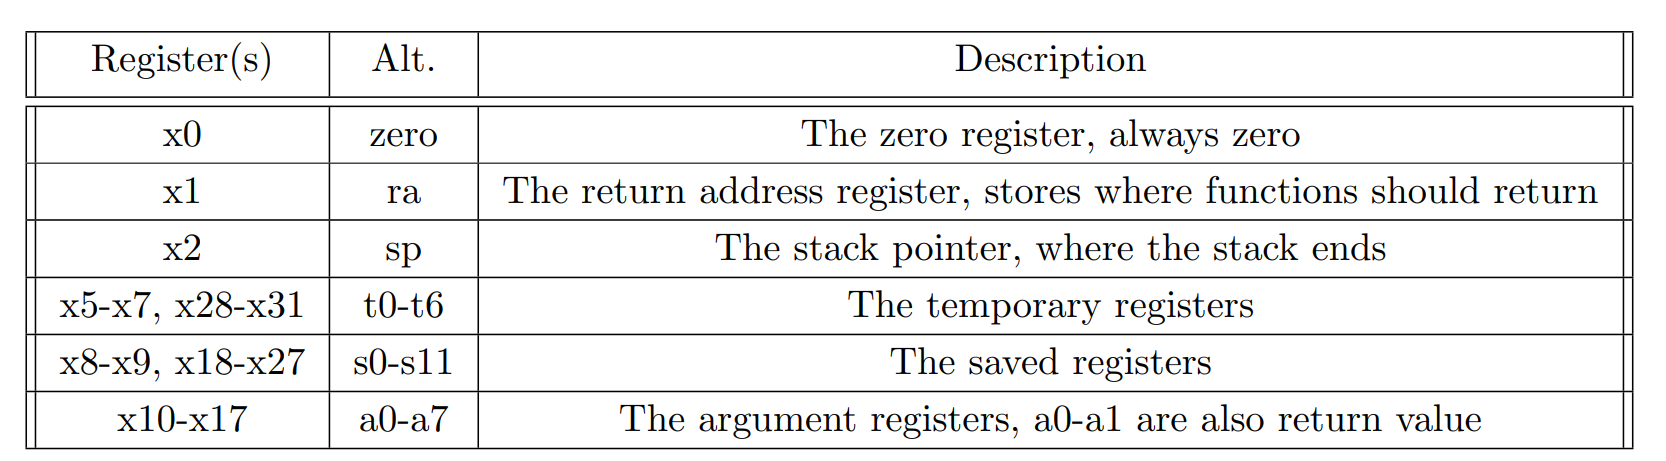 Register(s) Alt. Description
x0 zero The zero register, always zero
x1 ra The return address register, stores where functions should return
x2 sp The stack pointer, where the stack ends
x5-x7, x28-x31 t0-t6 The temporary registers
x8-x9, x18-x27 s0-s11 The saved registers
x10-x17 a0-a7 The argument registers, a0-a1 are also return value